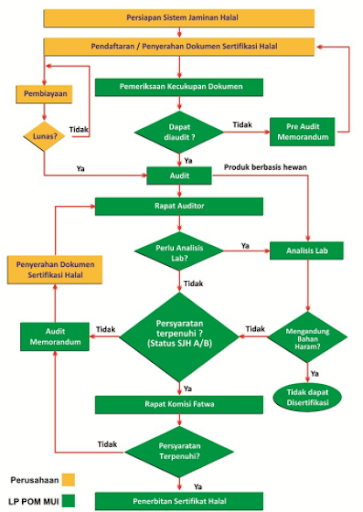 Persiapan Sistem Jaminan Halal
Pendaftaran / Penyerahan Dokumen Sertifikasi Halal
Pembiayaan
Pemeriksaan Kecukupan Dokumen
Lunas?
Tidak
Dapat
diaudit ?
Tidak
Pre Audit
Memorandum
Ya
Ya
Audit
Produk berbasis hewan
Rapat Auditor
Perlu Analisis
Lab?
Ya
Analisis Lab
Penyerahan Dokumen
Sertifikasi Halal
Tidak
Audit
Memorandum
Tidak
Persyaratan
terpenuhi ?
(Status SJH A/B)
Tidak
Mengandung
Bahan
Haram?
Ya
Ya
Tidak dapat
Disertifikasi
Rapat Komisi Fatwa
Tidak
Persyaratan
Terpenuhi?
Perusahaan
Ya
LP POM MUI
Penerbitan Sertifikat Halal